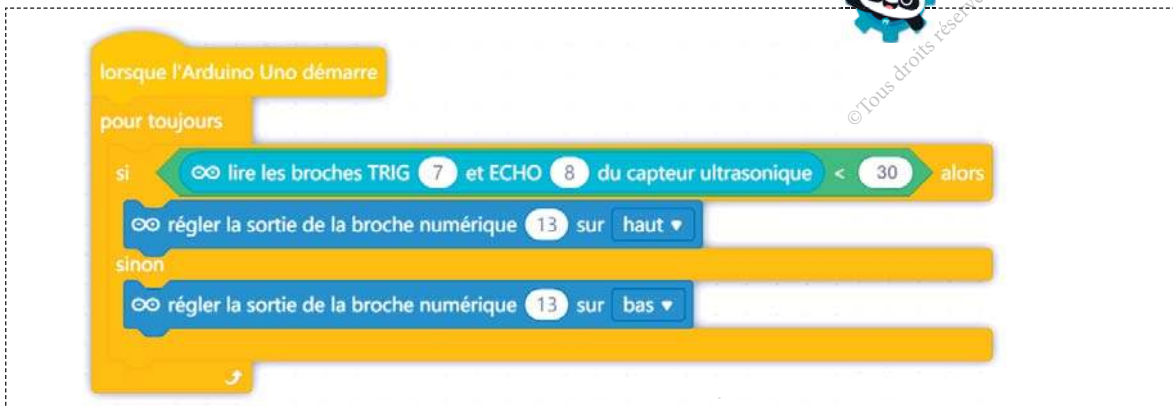 ©Tous droits réservé
lorsque l'Arduino Uno démarre
pour toujours
si ∞ lire les broches TRIG 7 et ECHO 8 du capteur ultrasonique < 30 alors
∞ régler la sortie de la broche numérique 13 sur haut ▾
sinon
∞ régler la sortie de la broche numérique 13 sur bas ▾